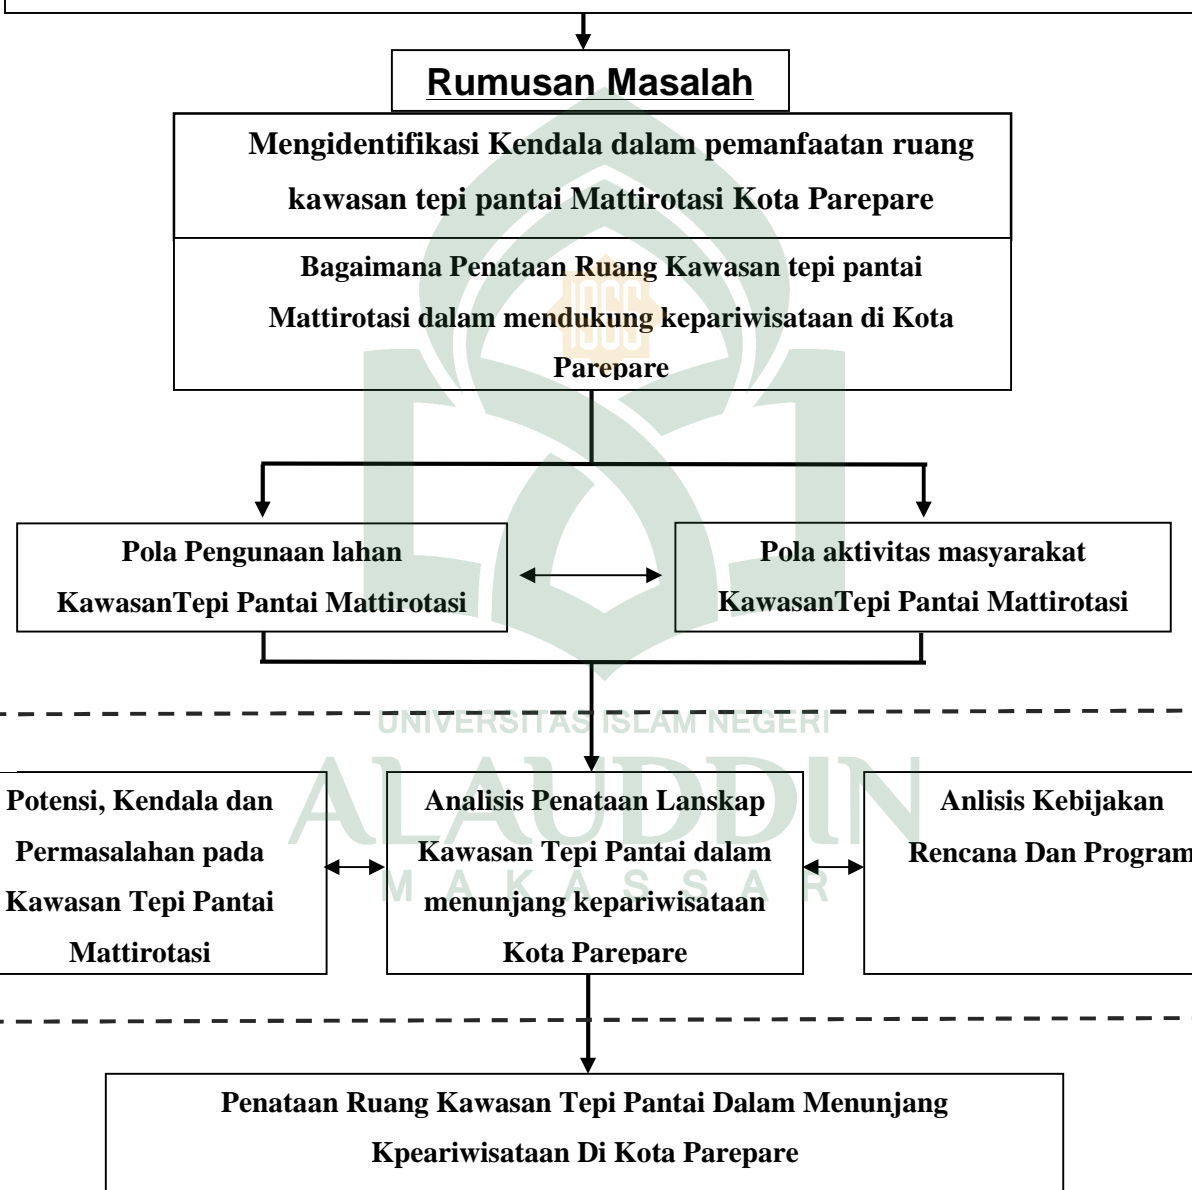 Rumusan Masalah
Mengidentifikasi Kendala dalam pemanfaatan ruang
kawasan tepi pantai Mattirotasi Kota Parepare
Bagaimana Penataan Ruang Kawasan tepi pantai
Mattirotasi dalam mendukung kepariwisataan di Kota
Parepare
Pola Pengunaan lahan
KawasanTepi Pantai Mattirotasi
Pola aktivitas masyarakat
KawasanTepi Pantai Mattirotasi
UNIVERSITAS ISLAM NEGERI
ALAUDDIN
MAKASSAR
Potensi, Kendala dan
Permasalahan pada
Kawasan Tepi Pantai
Mattirotasi
Analisis Penataan Lanskap
Kawasan Tepi Pantai dalam
menunjang kepariwisataan
Kota Parepare
Anlisis Kebijakan
Rencana Dan Program
Penataan Ruang Kawasan Tepi Pantai Dalam Menunjang
Kpeariwisataan Di Kota Parepare